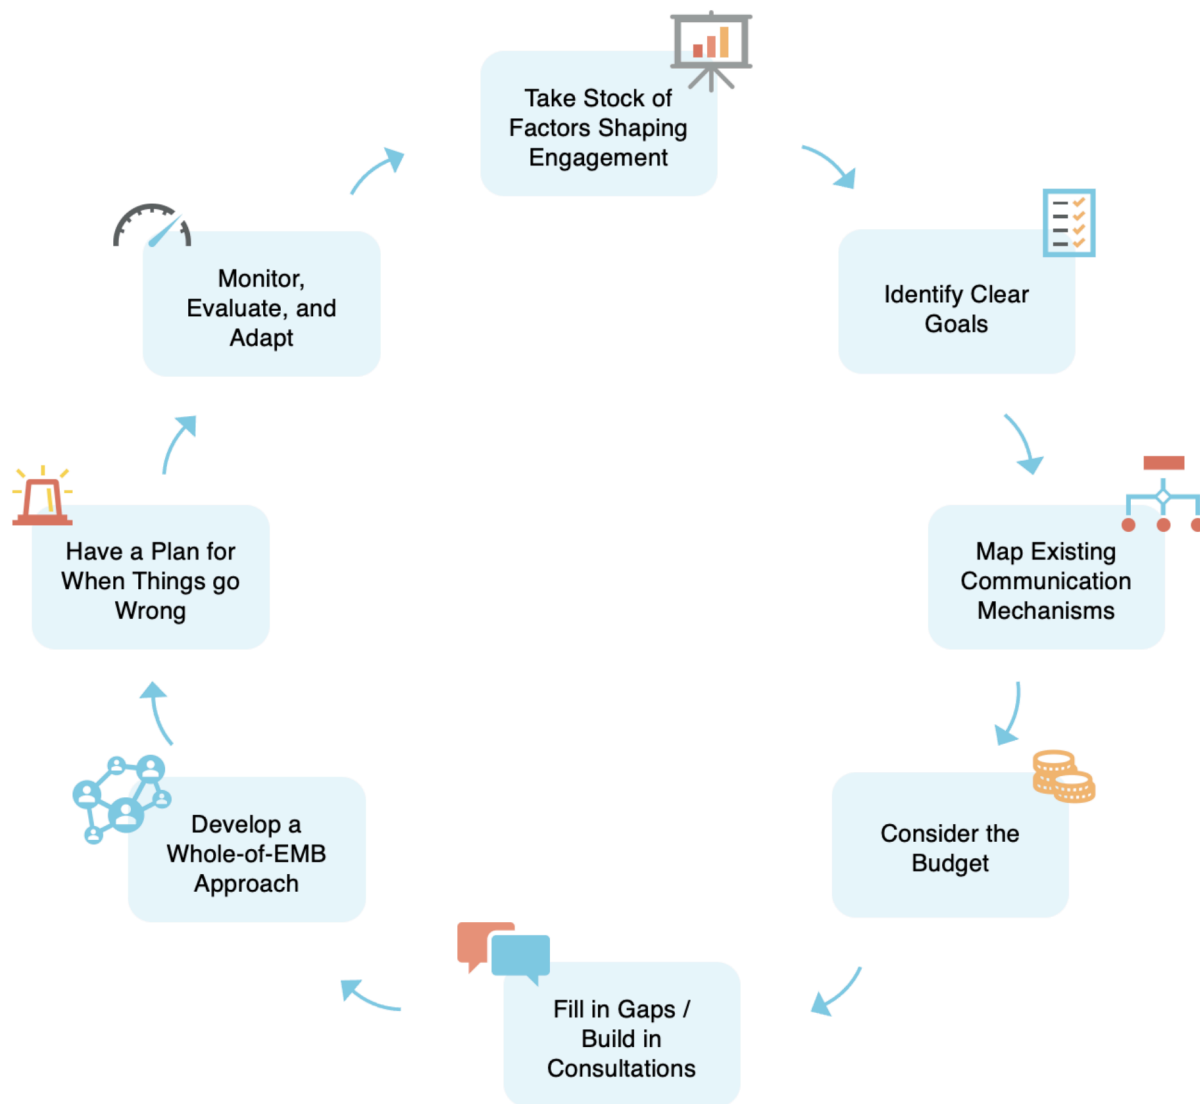 Take Stock of
Factors Shaping
Engagement
Identify Clear
Goals
Map Existing
Communication
Mechanisms
Consider the
Budget
Fill in Gaps /
Build in
Consultations
Develop a
Whole-of-EMB
Approach
Have a Plan for
When Things go
Wrong
Monitor,
Evaluate, and
Adapt